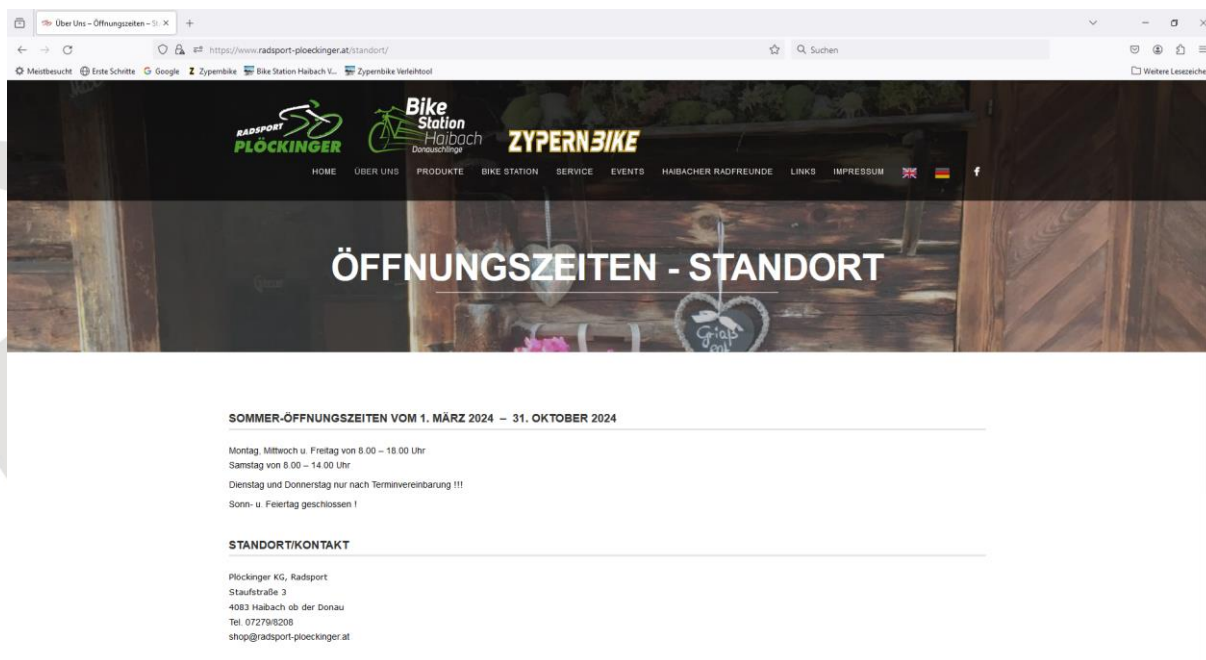 Über Uns – Öffnungszeiten – St.
https://www.radsport-ploeckinger.at/standort/
Suchen
Meistbesucht Erste Schritte Google Zypernbike Bike Station Haibach V... Zypernbike Verleihtool
Weitere Lesezeiche
RADSPORT
PLÖCKINGER
Bike
Station
Haibach
Donauschlinge
ZYPERNBIKE
HOME ÜBER UNS PRODUKTE BIKE STATION SERVICE EVENTS HAIBACHER RADFREUNDE LINKS IMPRESSUM f
ÖFFNUNGSZEITEN - STANDORT
Griaß
enk
SOMMER-ÖFFNUNGSZEITEN VOM 1. MÄRZ 2024 – 31. OKTOBER 2024
Montag, Mittwoch u. Freitag von 8.00 – 18.00 Uhr
Samstag von 8.00 – 14.00 Uhr
Dienstag und Donnerstag nur nach Terminvereinbarung !!!
Sonn- u. Feiertag geschlossen !
STANDORT/KONTAKT
Plöckinger KG, Radsport
Staufstraße 3
4083 Haibach ob der Donau
Tel. 07279/8208
shop@radsport-ploeckinger.at